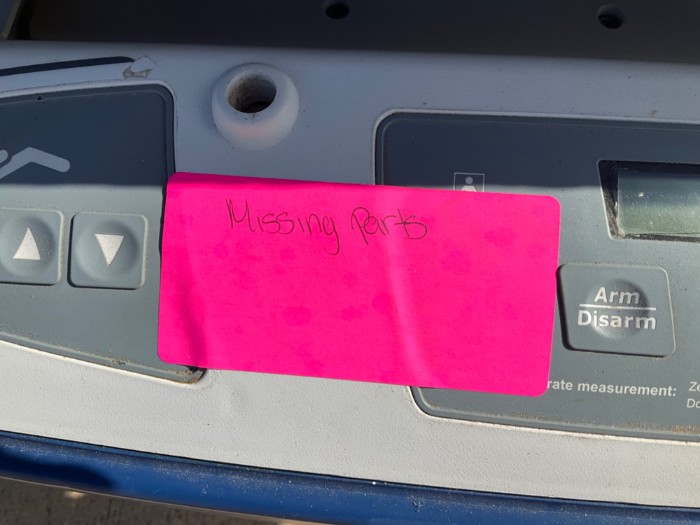 Missing Parts
Arm
Disarm
rate measurement: